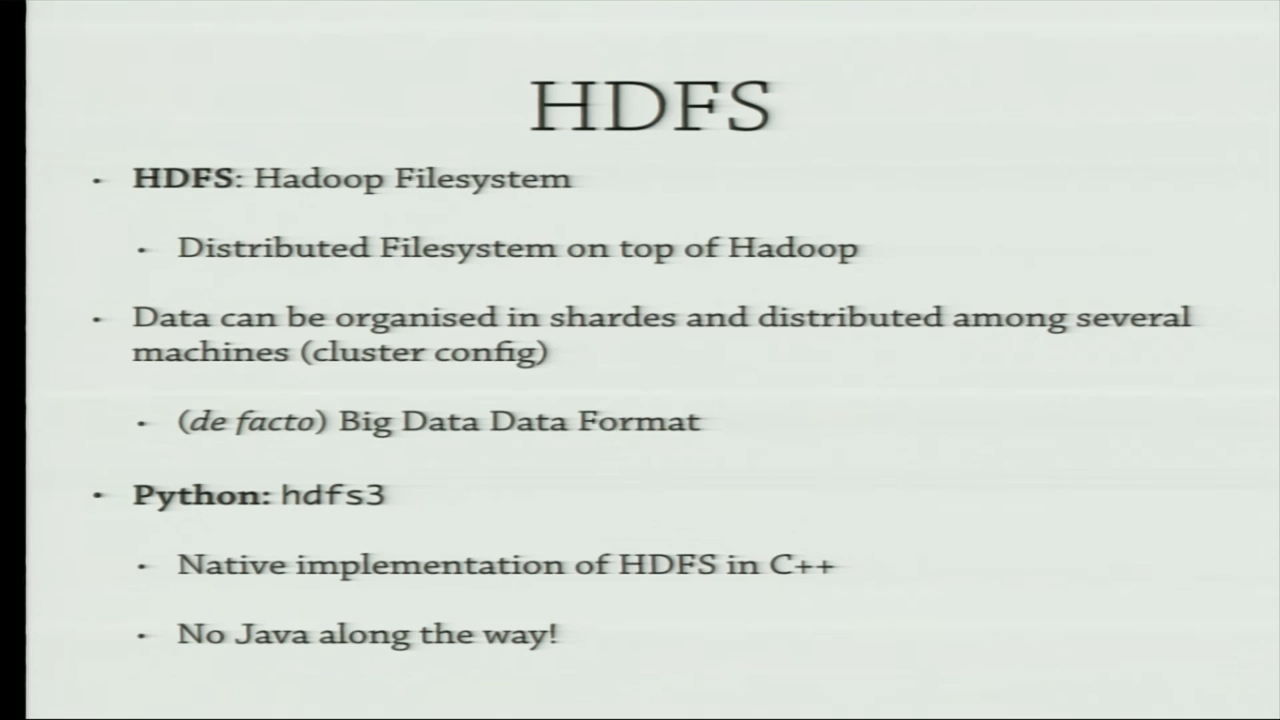 HDFS
HDFS: Hadoop Filesystem
Distributed Filesystem on top of Hadoop
Data can be organised in shardes and distributed among several
machines (cluster config)
(de facto) Big Data Data Format
Python: hdfs3
Native implementation of HDFS in C++
No Java along the way!